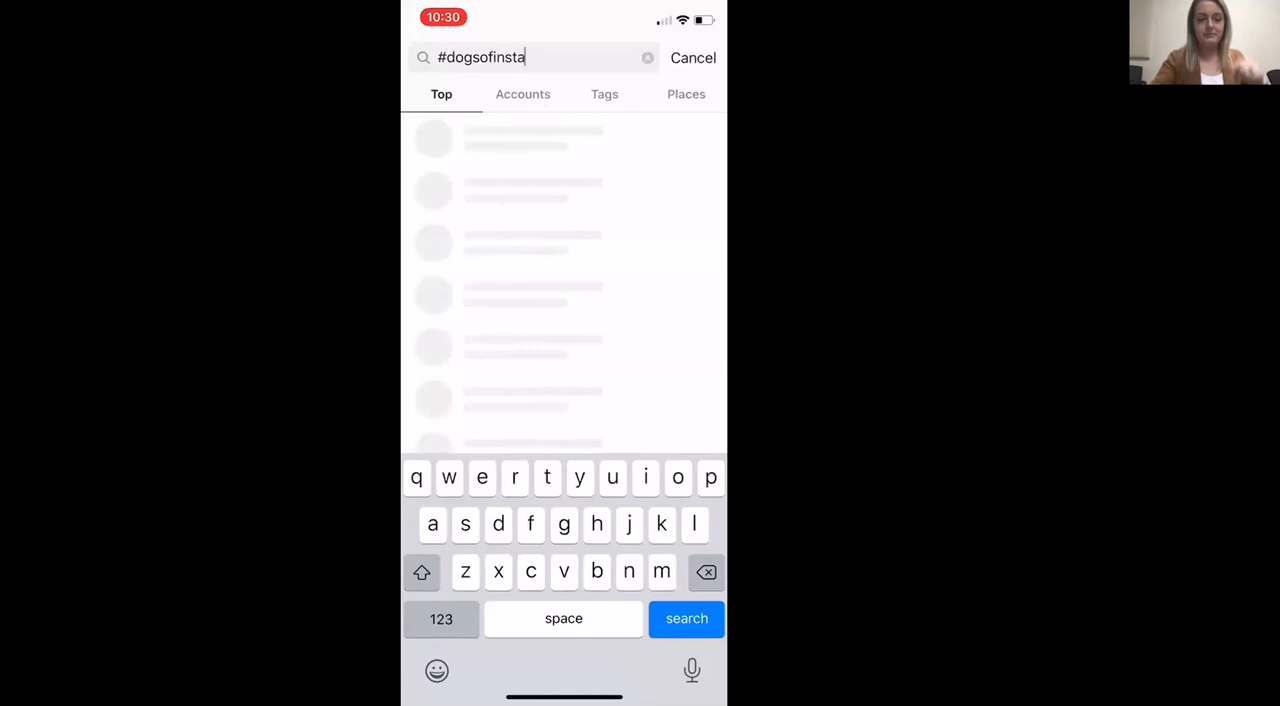 10:30
#dogsofinsta Cancel
Top Accounts Tags Places
q w e r t y u i o p
a s d f g h j k l
z x c v b n m
123 space search